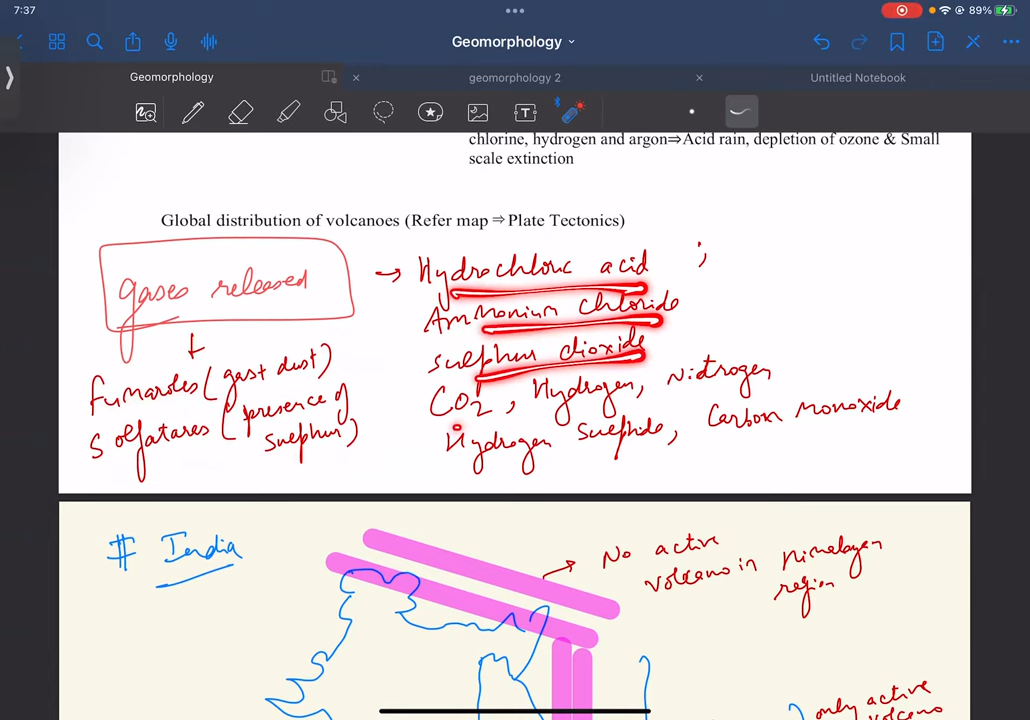 7:37
89%
Geomorphology
Geomorphology
geomorphology 2
Untitled Notebook
chlorine, hydrogen and argon⇒Acid rain, depletion of ozone & Small
scale extinction
Global distribution of volcanoes (Refer map ⇒Plate Tectonics)
gases released
→ Hydrochloric acid ;
Ammonium chloride
Sulphur dioxide
CO2, Hydrogen, Nidrogen
Hydrogen Sulphide, Carbon Monoxide
fumaroles (gas+ dust)
Solfatares (presence of
sulphur)
# India
→ No active
volcano in Himalayan
region
only active
volcano